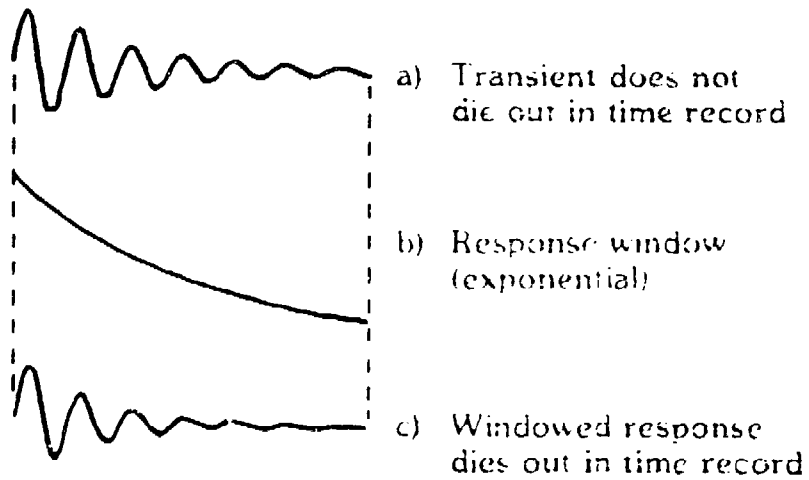 a) Transient does not
die out in time record
b) Response window
(exponential)
c) Windowed response
dies out in time record